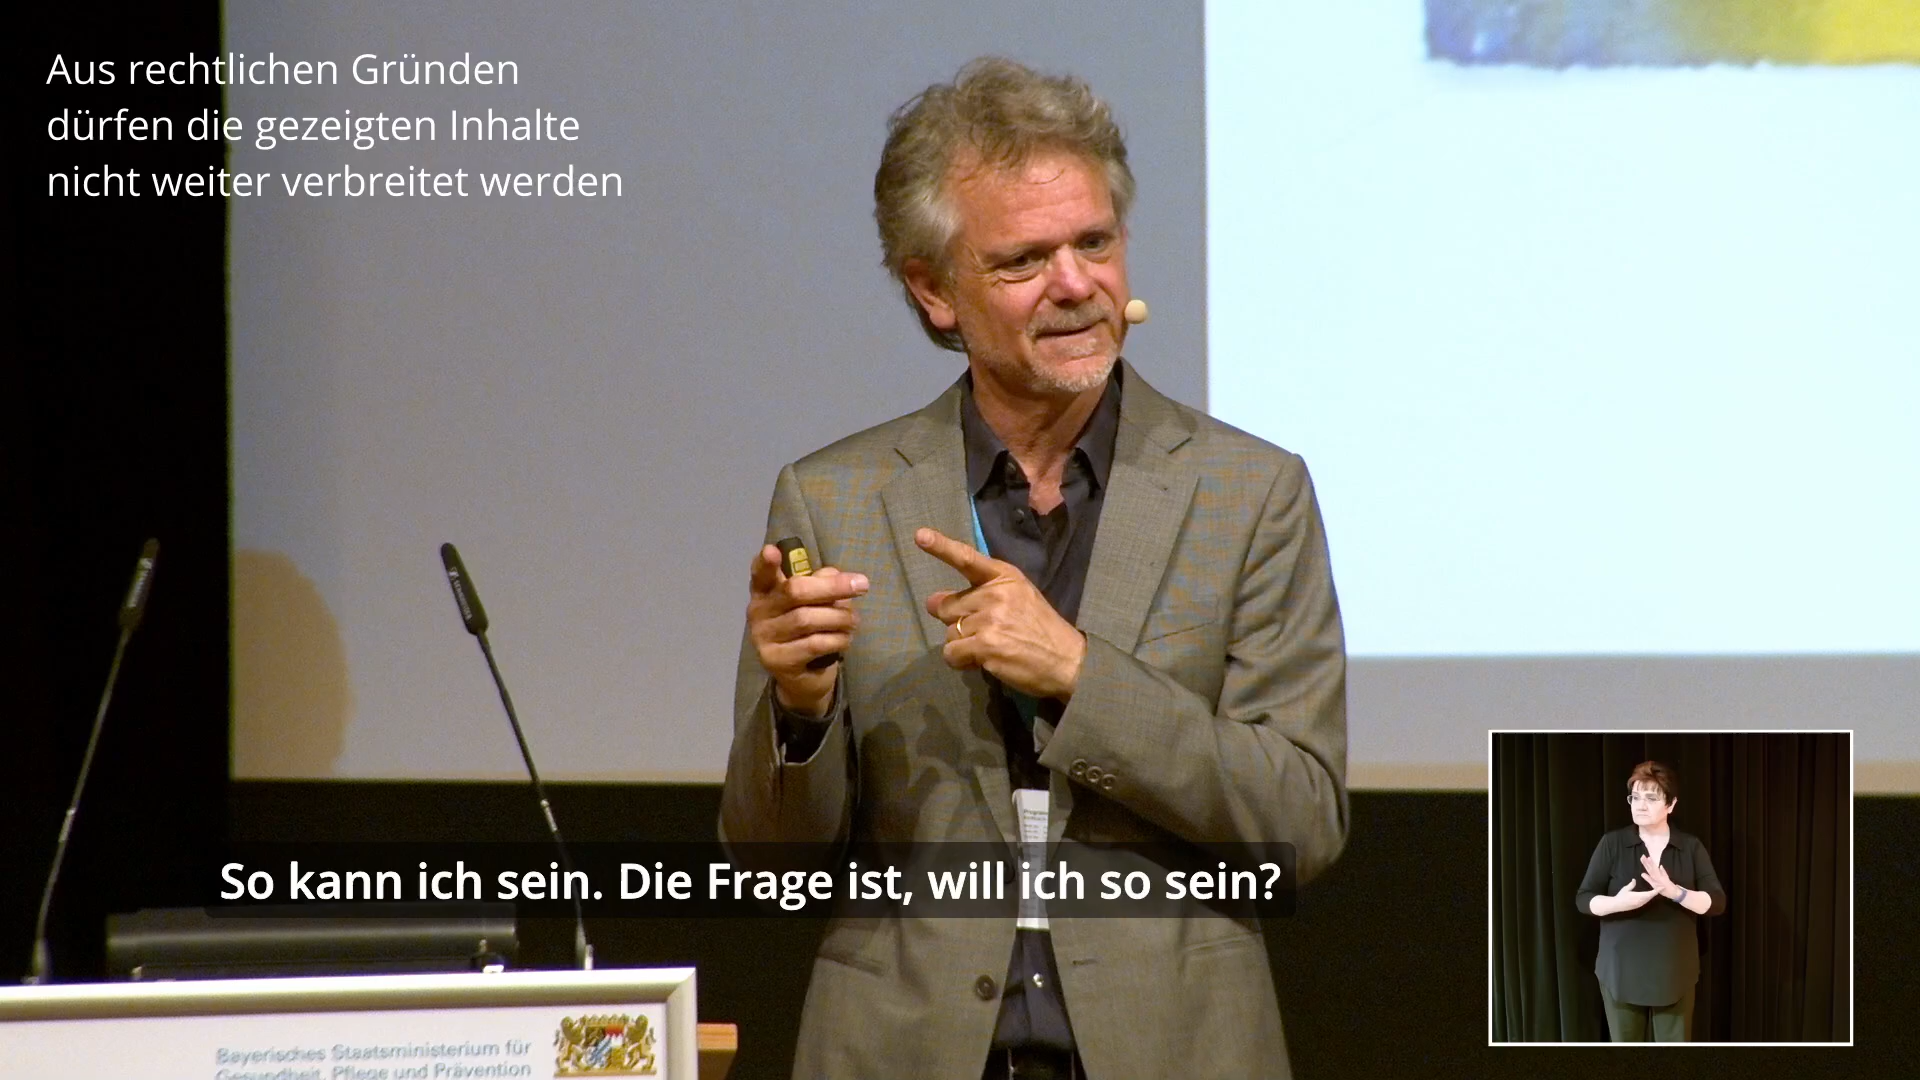 Aus rechtlichen Gründen
dürfen die gezeigten Inhalte
nicht weiter verbreitet werden
So kann ich sein. Die Frage ist, will ich so sein?
Bayerisches Staatsministerium für
Gesundheit, Pflege und Prävention